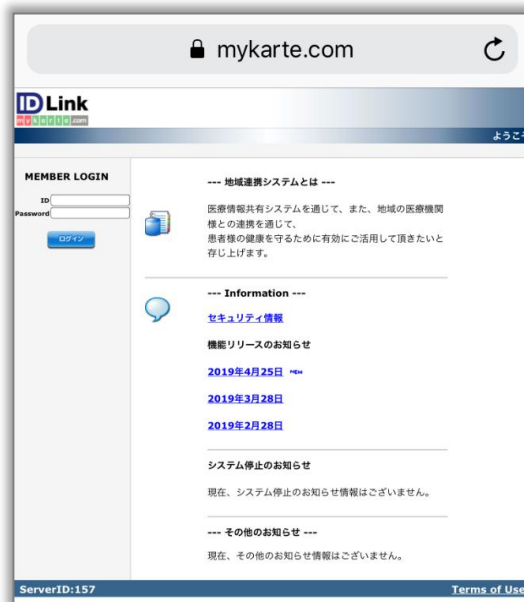 mykarte.com
ID Link
mykarte.com
ようこそ
MEMBER LOGIN
ID
Password
ログイン
--- 地域連携システムとは ---
医療情報共有システムを通じて、また、地域の医療機関
様との連携を通じて、
患者様の健康を守るために有効にご活用して頂きたいと
存じ上げます。
--- Information ---
セキュリティ情報
機能リリースのお知らせ
2019年4月25日 NEW
2019年3月28日
2019年2月28日
システム停止のお知らせ
現在、システム停止のお知らせ情報はございません。
--- その他のお知らせ ---
現在、その他のお知らせ情報はございません。
ServerID:157
Terms of Use